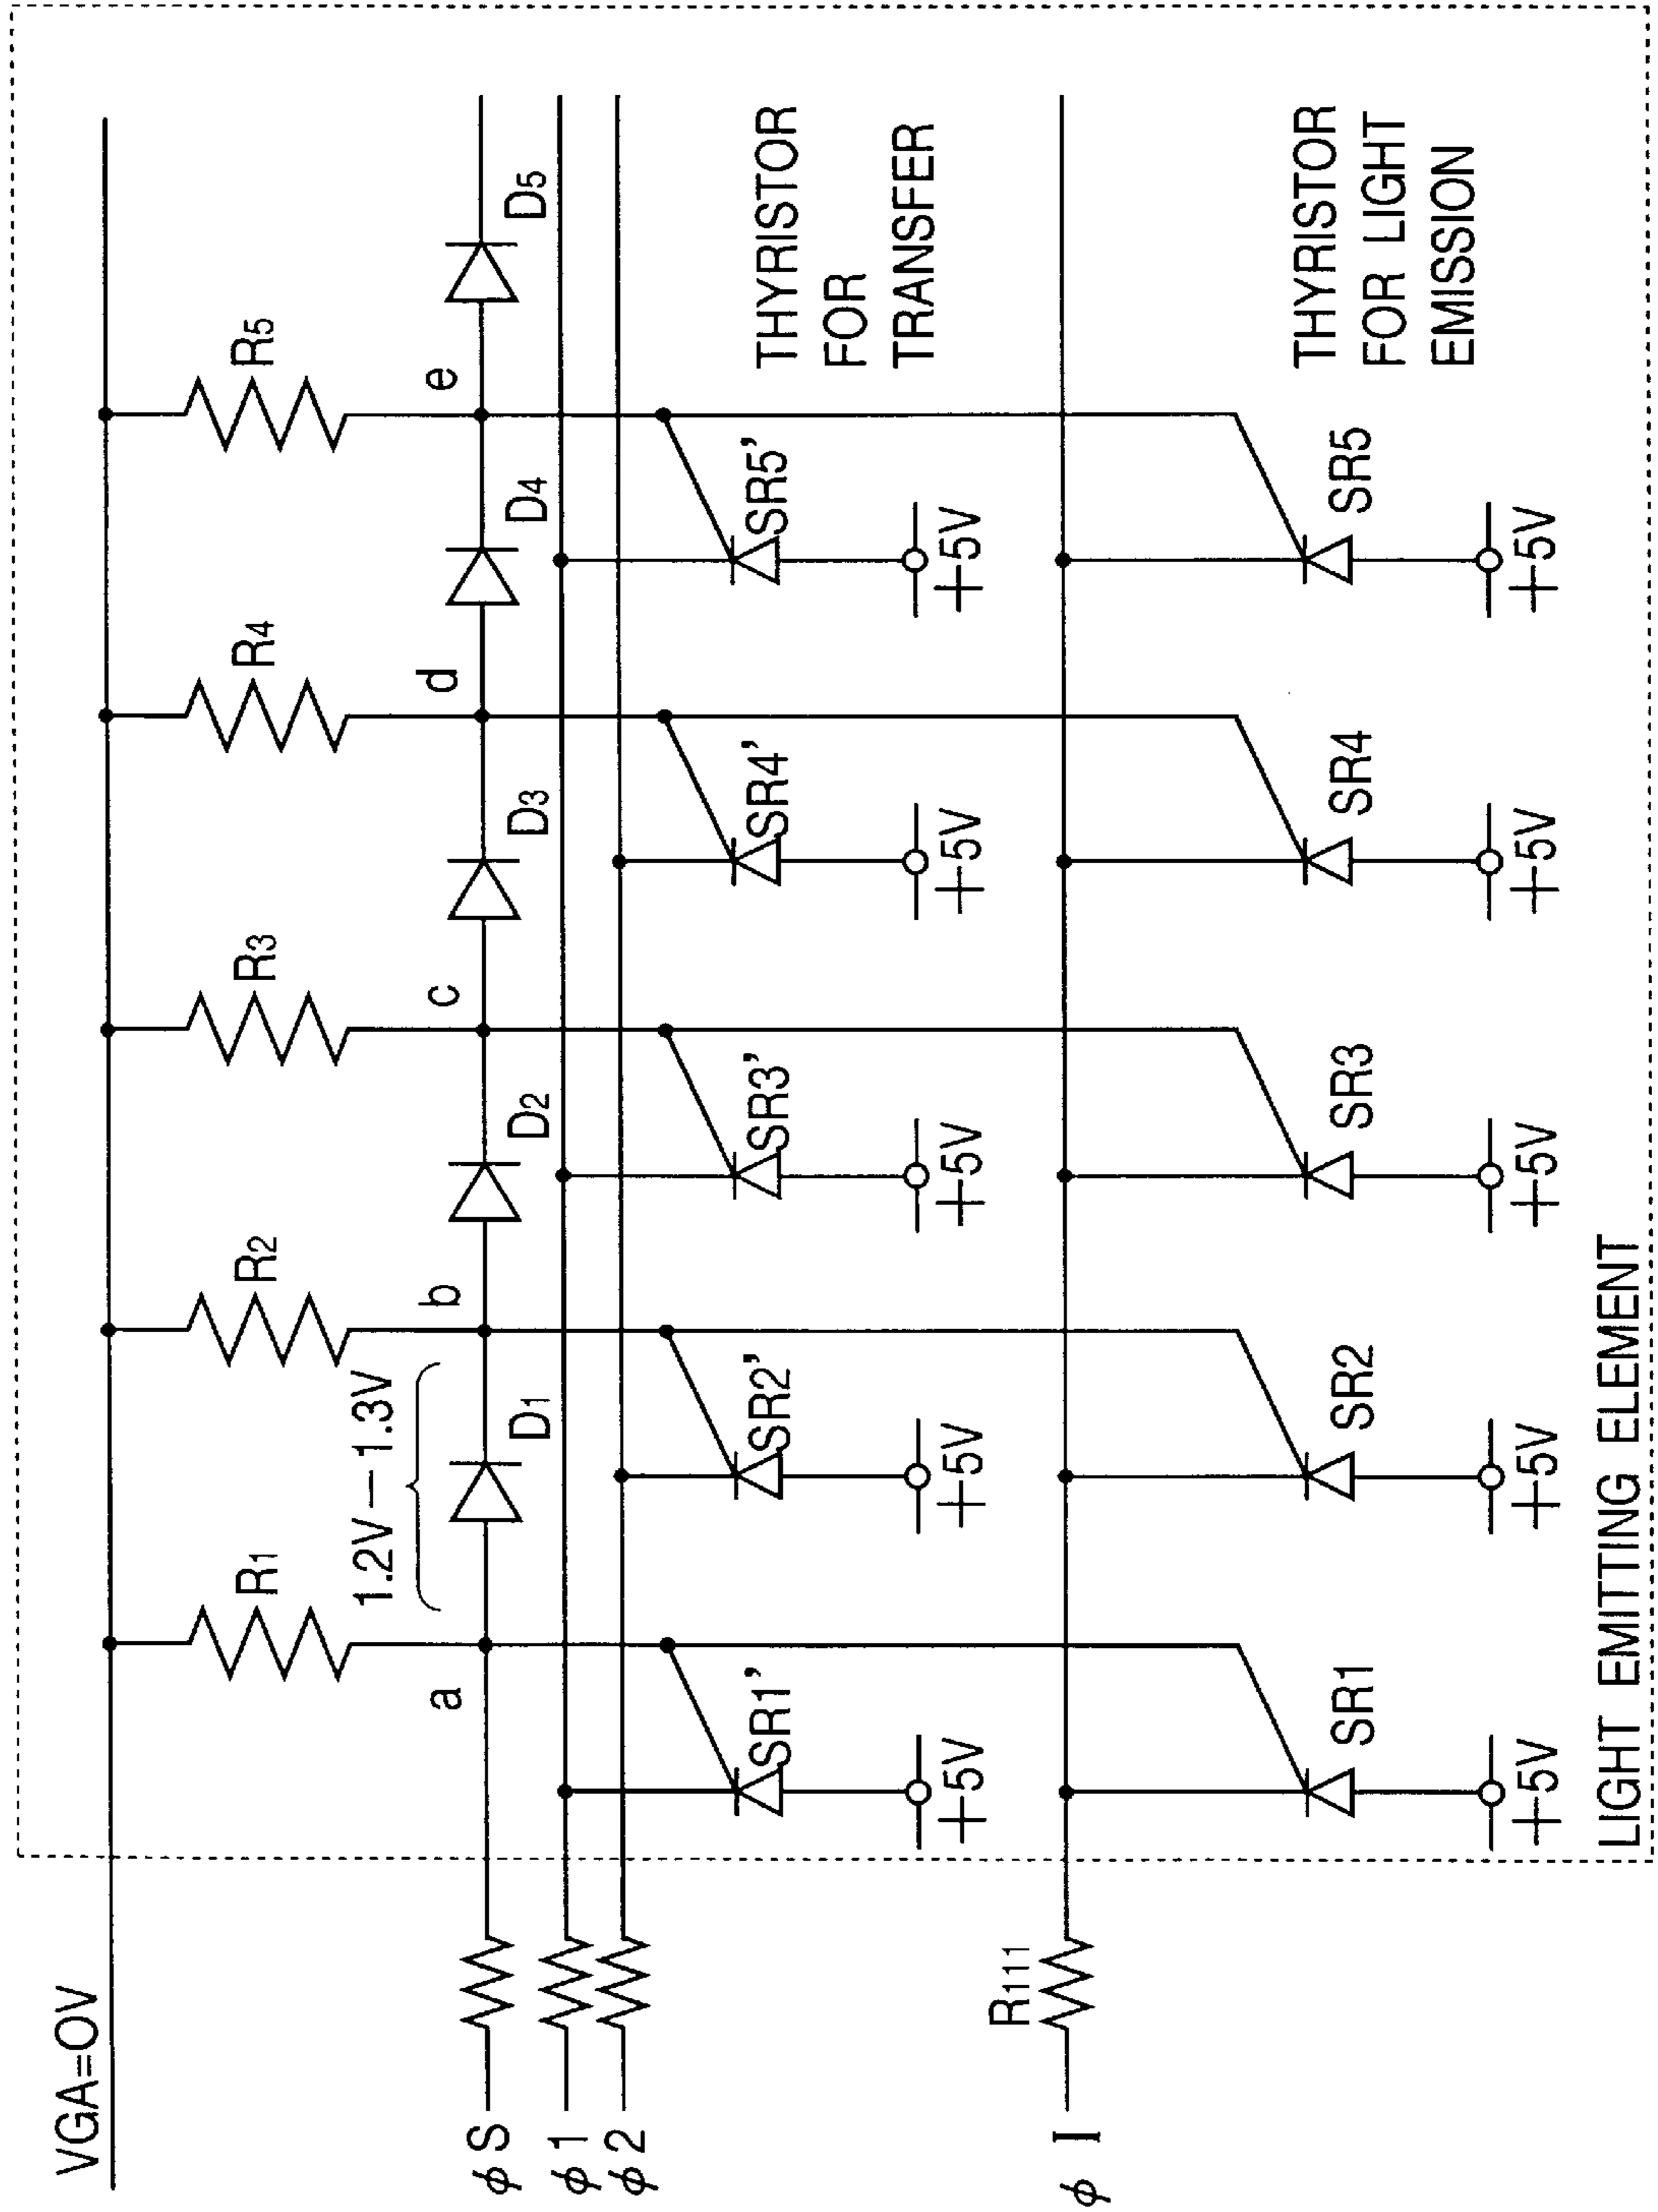 VGA=0V
R1
R2
R3
R4
R5
1.2V—1.3V
a
b
c
d
e
D1
D2
D3
D4
D5
φS
φ1
φ2
SR1'
SR2'
SR3'
SR4'
SR5'
THYRISTOR
FOR
TRANSFER
+5V
+5V
+5V
+5V
+5V
R111
φI
SR1
SR2
SR3
SR4
SR5
THYRISTOR
FOR LIGHT
EMISSION
+5V
+5V
+5V
+5V
+5V
LIGHT EMITTING ELEMENT